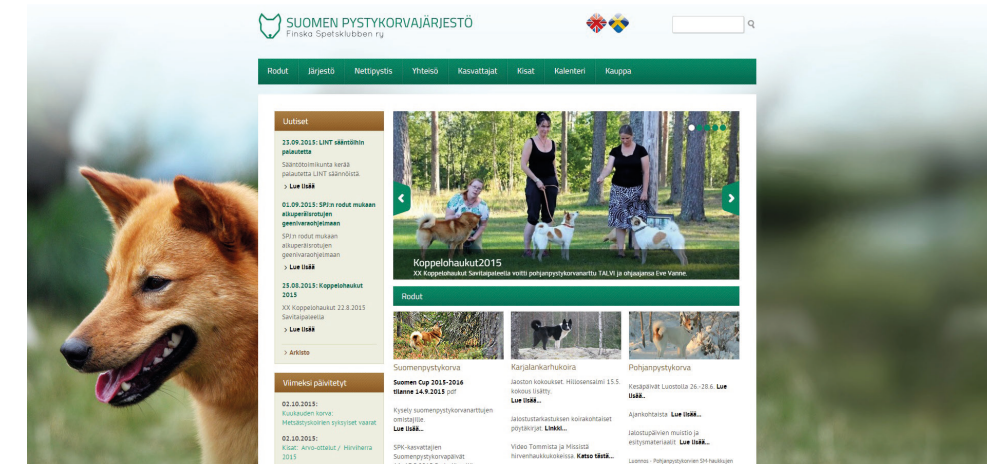 SUOMEN PYSTYKORVAJÄRJESTÖ
Finska Spetsklubben ry
Rodut Järjestö Nettipystis Yhteisö Kasvattajat Kisat Kalenteri Kauppa
Uutiset
23.09.2015: LINT sääntöihin
palautetta
Sääntötoimikunta kerää
palautetta LINT säännöistä.
> Lue lisää
01.09.2015: SPJ:n rodut mukaan
alkuperäisrotujen
geenivaraohjelmaan
SPJ:n rodut mukaan
alkuperäisrotujen
geenivaraohjelmaan
> Lue lisää
25.08.2015: Koppelohaukut
2015
XX Koppelohaukut 22.8.2015
Savitaipaleella
> Lue lisää
> Arkisto
Viimeksi päivitetyt
02.10.2015:
Kuukauden korva:
Metsästyskoirien syksyiset vaarat
02.10.2015:
Kisat: Arvo-ottelut / Hirviherra
2015
Koppelohaukut2015
XX Koppelohaukut Savitaipaleella voitti pohjanpystykorvanarttu TALVI ja ohjaajansa Eve Vanne.
Rodut
Suomenpystykorva
Suomen Cup 2015-2016
tilanne 14.9.2015 pdf
Kysely suomenpystykorvanarttujen
omistajille.
Lue lisää...
SPK-kasvattajien
Suomenpystykorvapäivät
Karjalankarhukoira
Jaoston kokoukset. Hillosensalmi 15.5.
kokous lisätty.
Lue lisää...
Jalostustarkastuksen koirakohtaiset
pöytäkirjat. Linkki...
Video Tommista ja Missistä
hirvenhaukkukokeissa. Katso tästä...
Pohjanpystykorva
Kesäpäivät Luostolla 26.-28.6. Lue
lisää..
Ajankohtaista Lue lisää...
Jalostupäivien muistio ja
esitysmateriaalit Lue lisää...
Luonnos - Pohjanpystykorvien SM-haukkujen